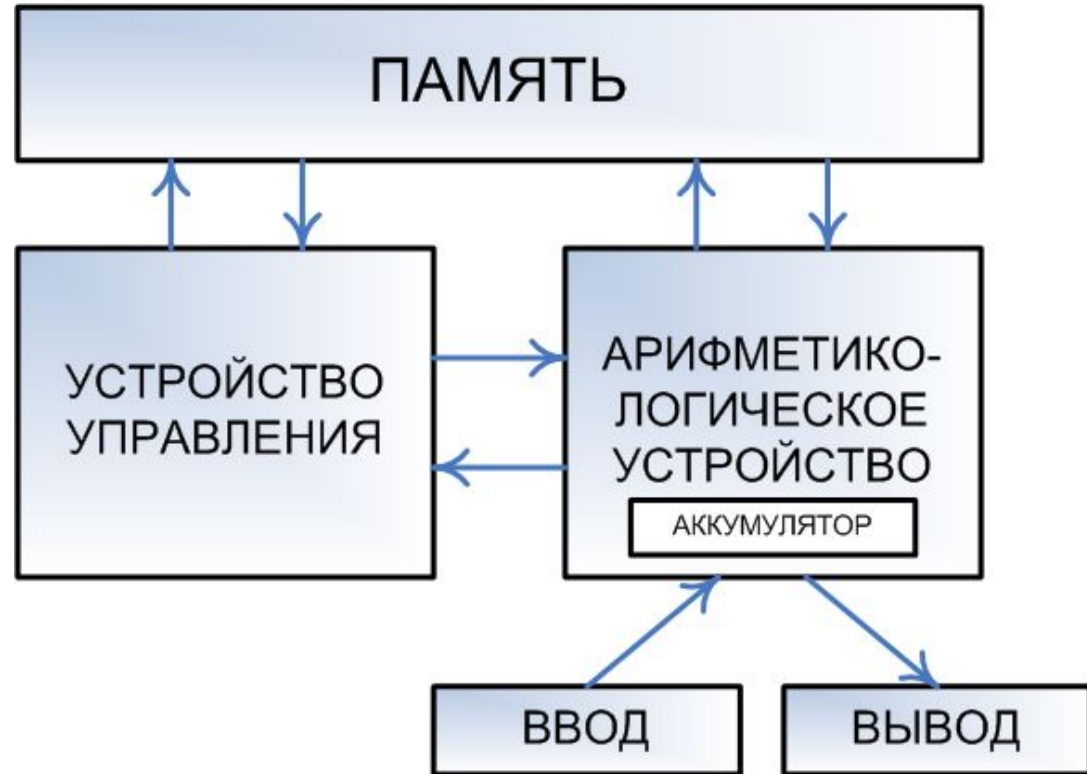 ПАМЯТЬ
УСТРОЙСТВО
УПРАВЛЕНИЯ
АРИФМЕТИКО-
ЛОГИЧЕСКОЕ
УСТРОЙСТВО
АККУМУЛЯТОР
ВВОД
ВЫВОД